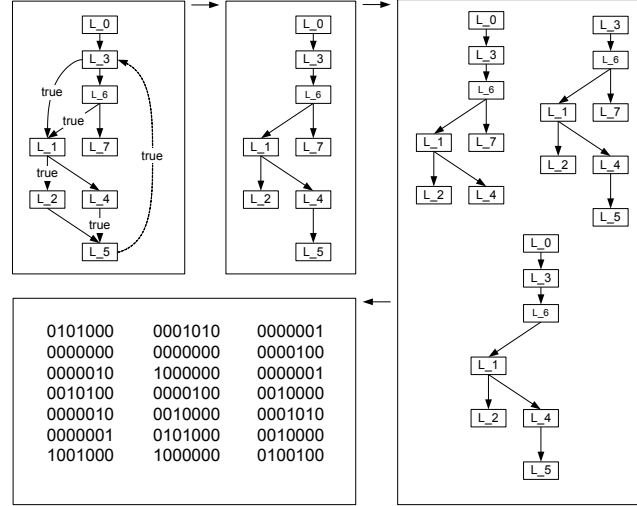 L_0
L_3
L_6
true
true
L_1
L_7
true
true
L_2
L_4
true
L_5
L_0
L_3
L_6
L_1
L_7
L_2
L_4
L_5
L_0
L_3
L_6
L_1
L_7
L_2
L_4
L_3
L_6
L_1
L_7
L_2
L_4
L_5
L_0
L_3
L_6
L_1
L_2
L_4
L_5
0101000 0001010 0000001
0000000 0000000 0000100
0000010 1000000 0000001
0010100 0000100 0010000
0000010 0010000 0001010
0000001 0101000 0010000
1001000 1000000 0100100